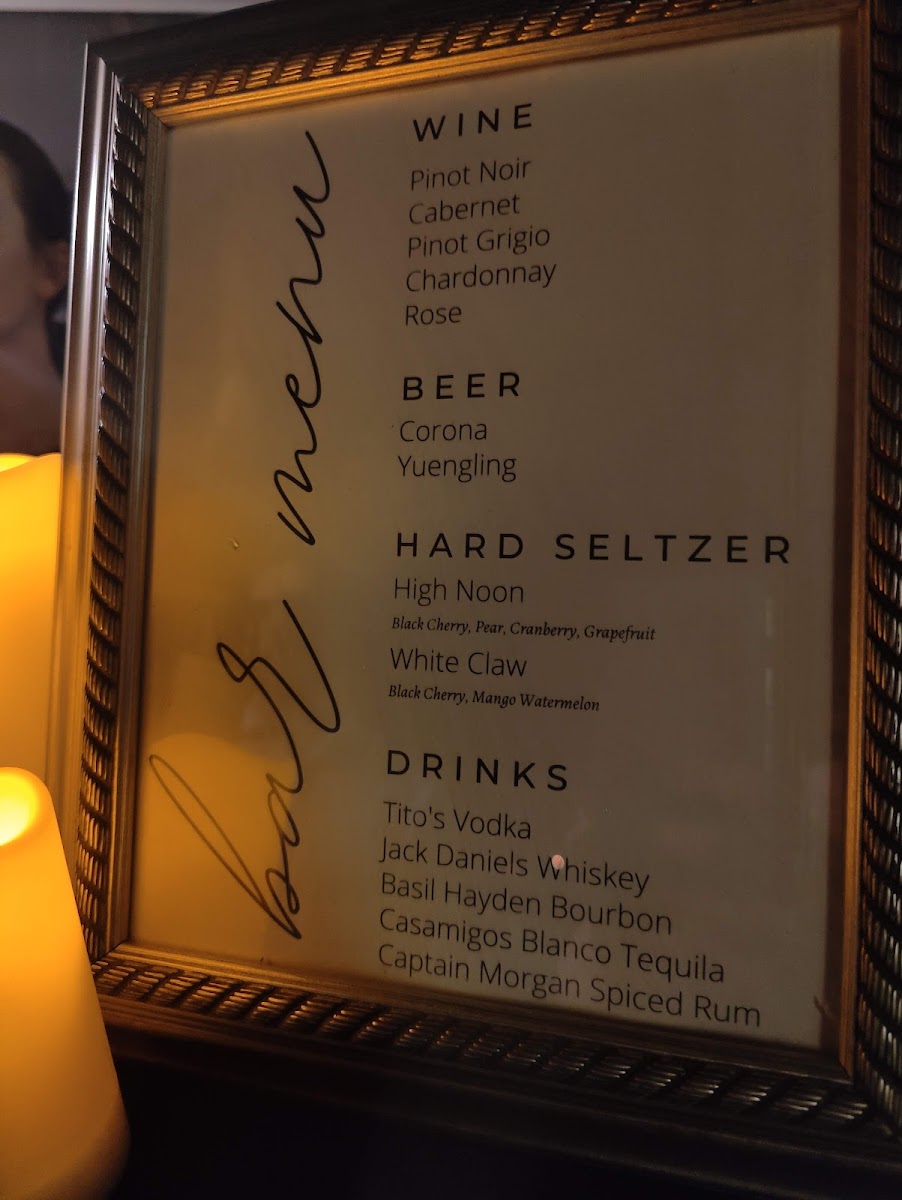 bar menu
WINE
Pinot Noir
Cabernet
Pinot Grigio
Chardonnay
Rose
BEER
Corona
Yuengling
HARD SELTZER
High Noon
Black Cherry, Pear, Cranberry, Grapefruit
White Claw
Black Cherry, Mango Watermelon
DRINKS
Tito's Vodka
Jack Daniels Whiskey
Basil Hayden Bourbon
Casamigos Blanco Tequila
Captain Morgan Spiced Rum